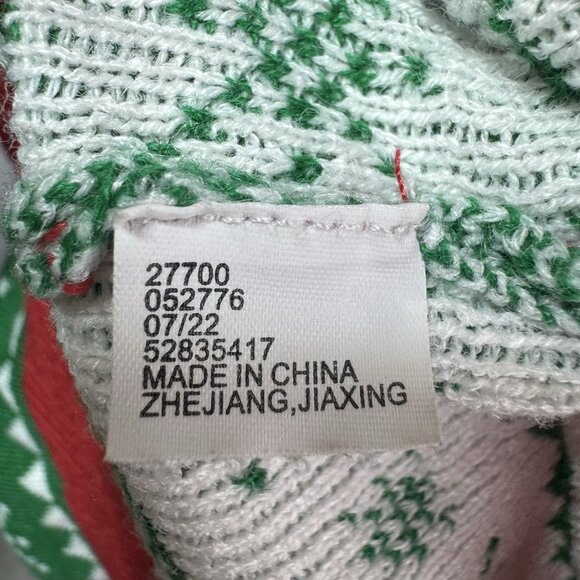 27700
052776
07/22
52835417
MADE IN CHINA
ZHEJIANG,JIAXING